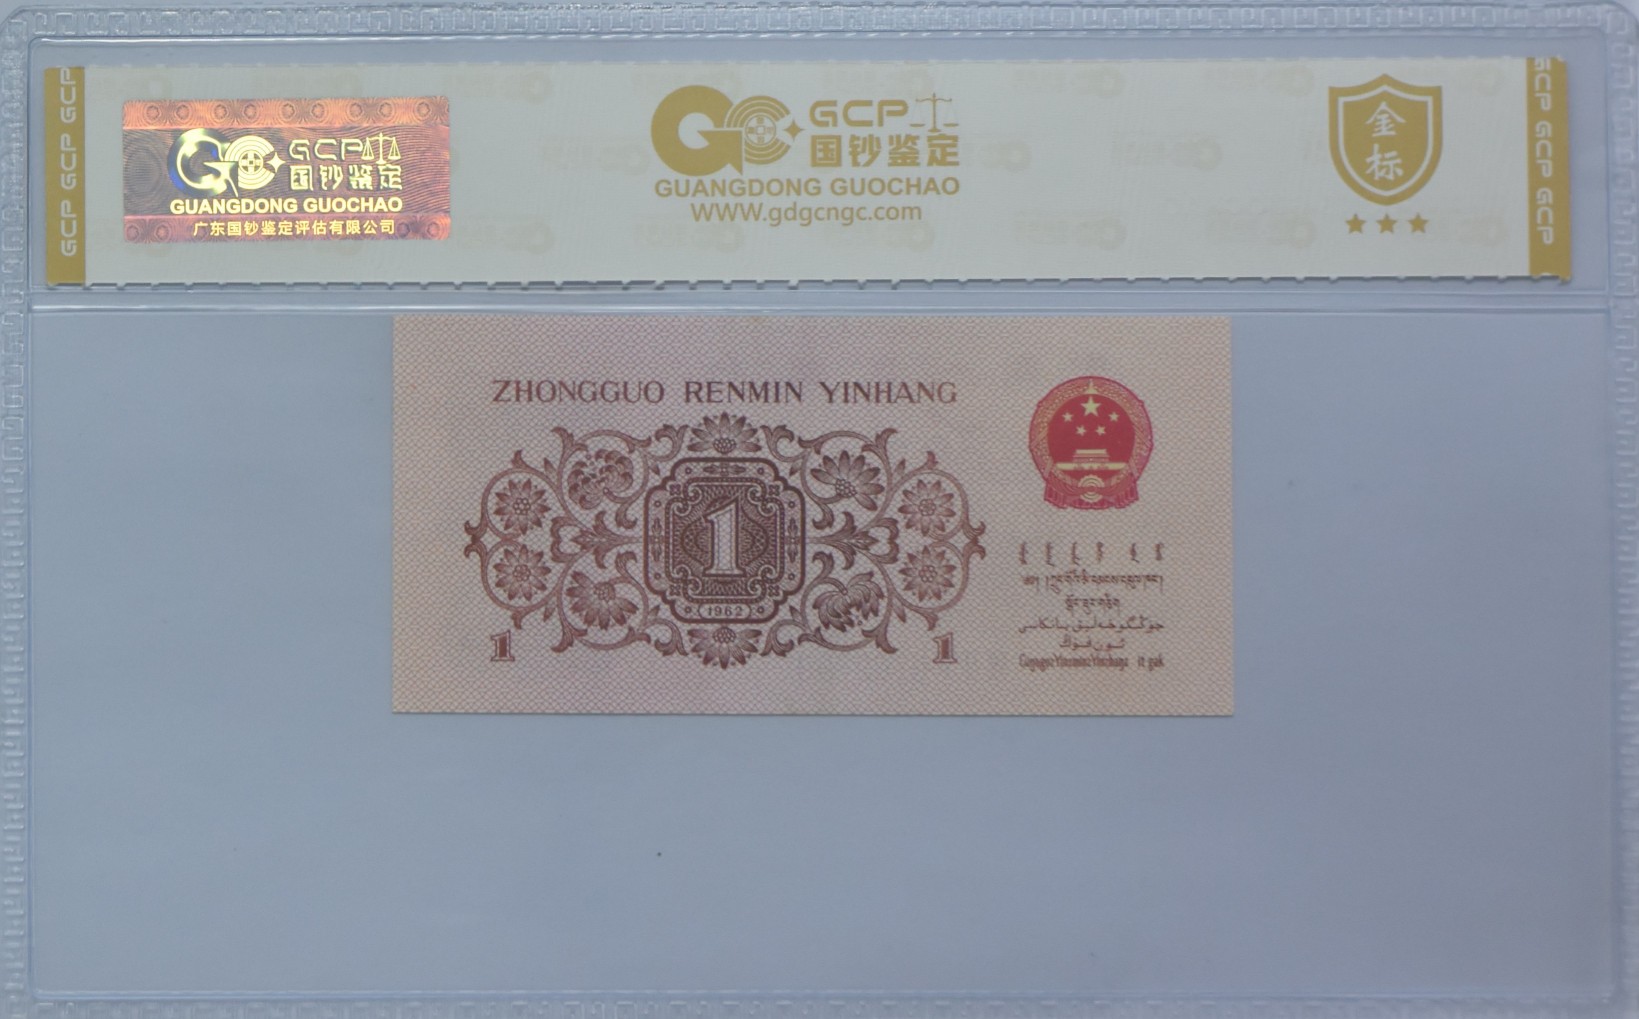 GCP GCP GCP
GCP
国钞鉴定
GUANGDONG GUOCHAO
广东国钞鉴定评估有限公司
GCP
国钞鉴定
GUANGDONG GUOCHAO
WWW.gdgcngc.com
金标
GCP GCP GCP
ZHONGGUO RENMIN YINHANG
1
1962
1 1
جۇڭگوخەلىق بانكاسى